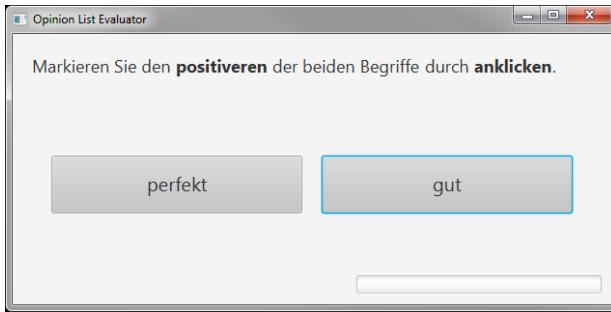 Opinion List Evaluator
Markieren Sie den positiveren der beiden Begriffe durch anklicken.
perfekt gut